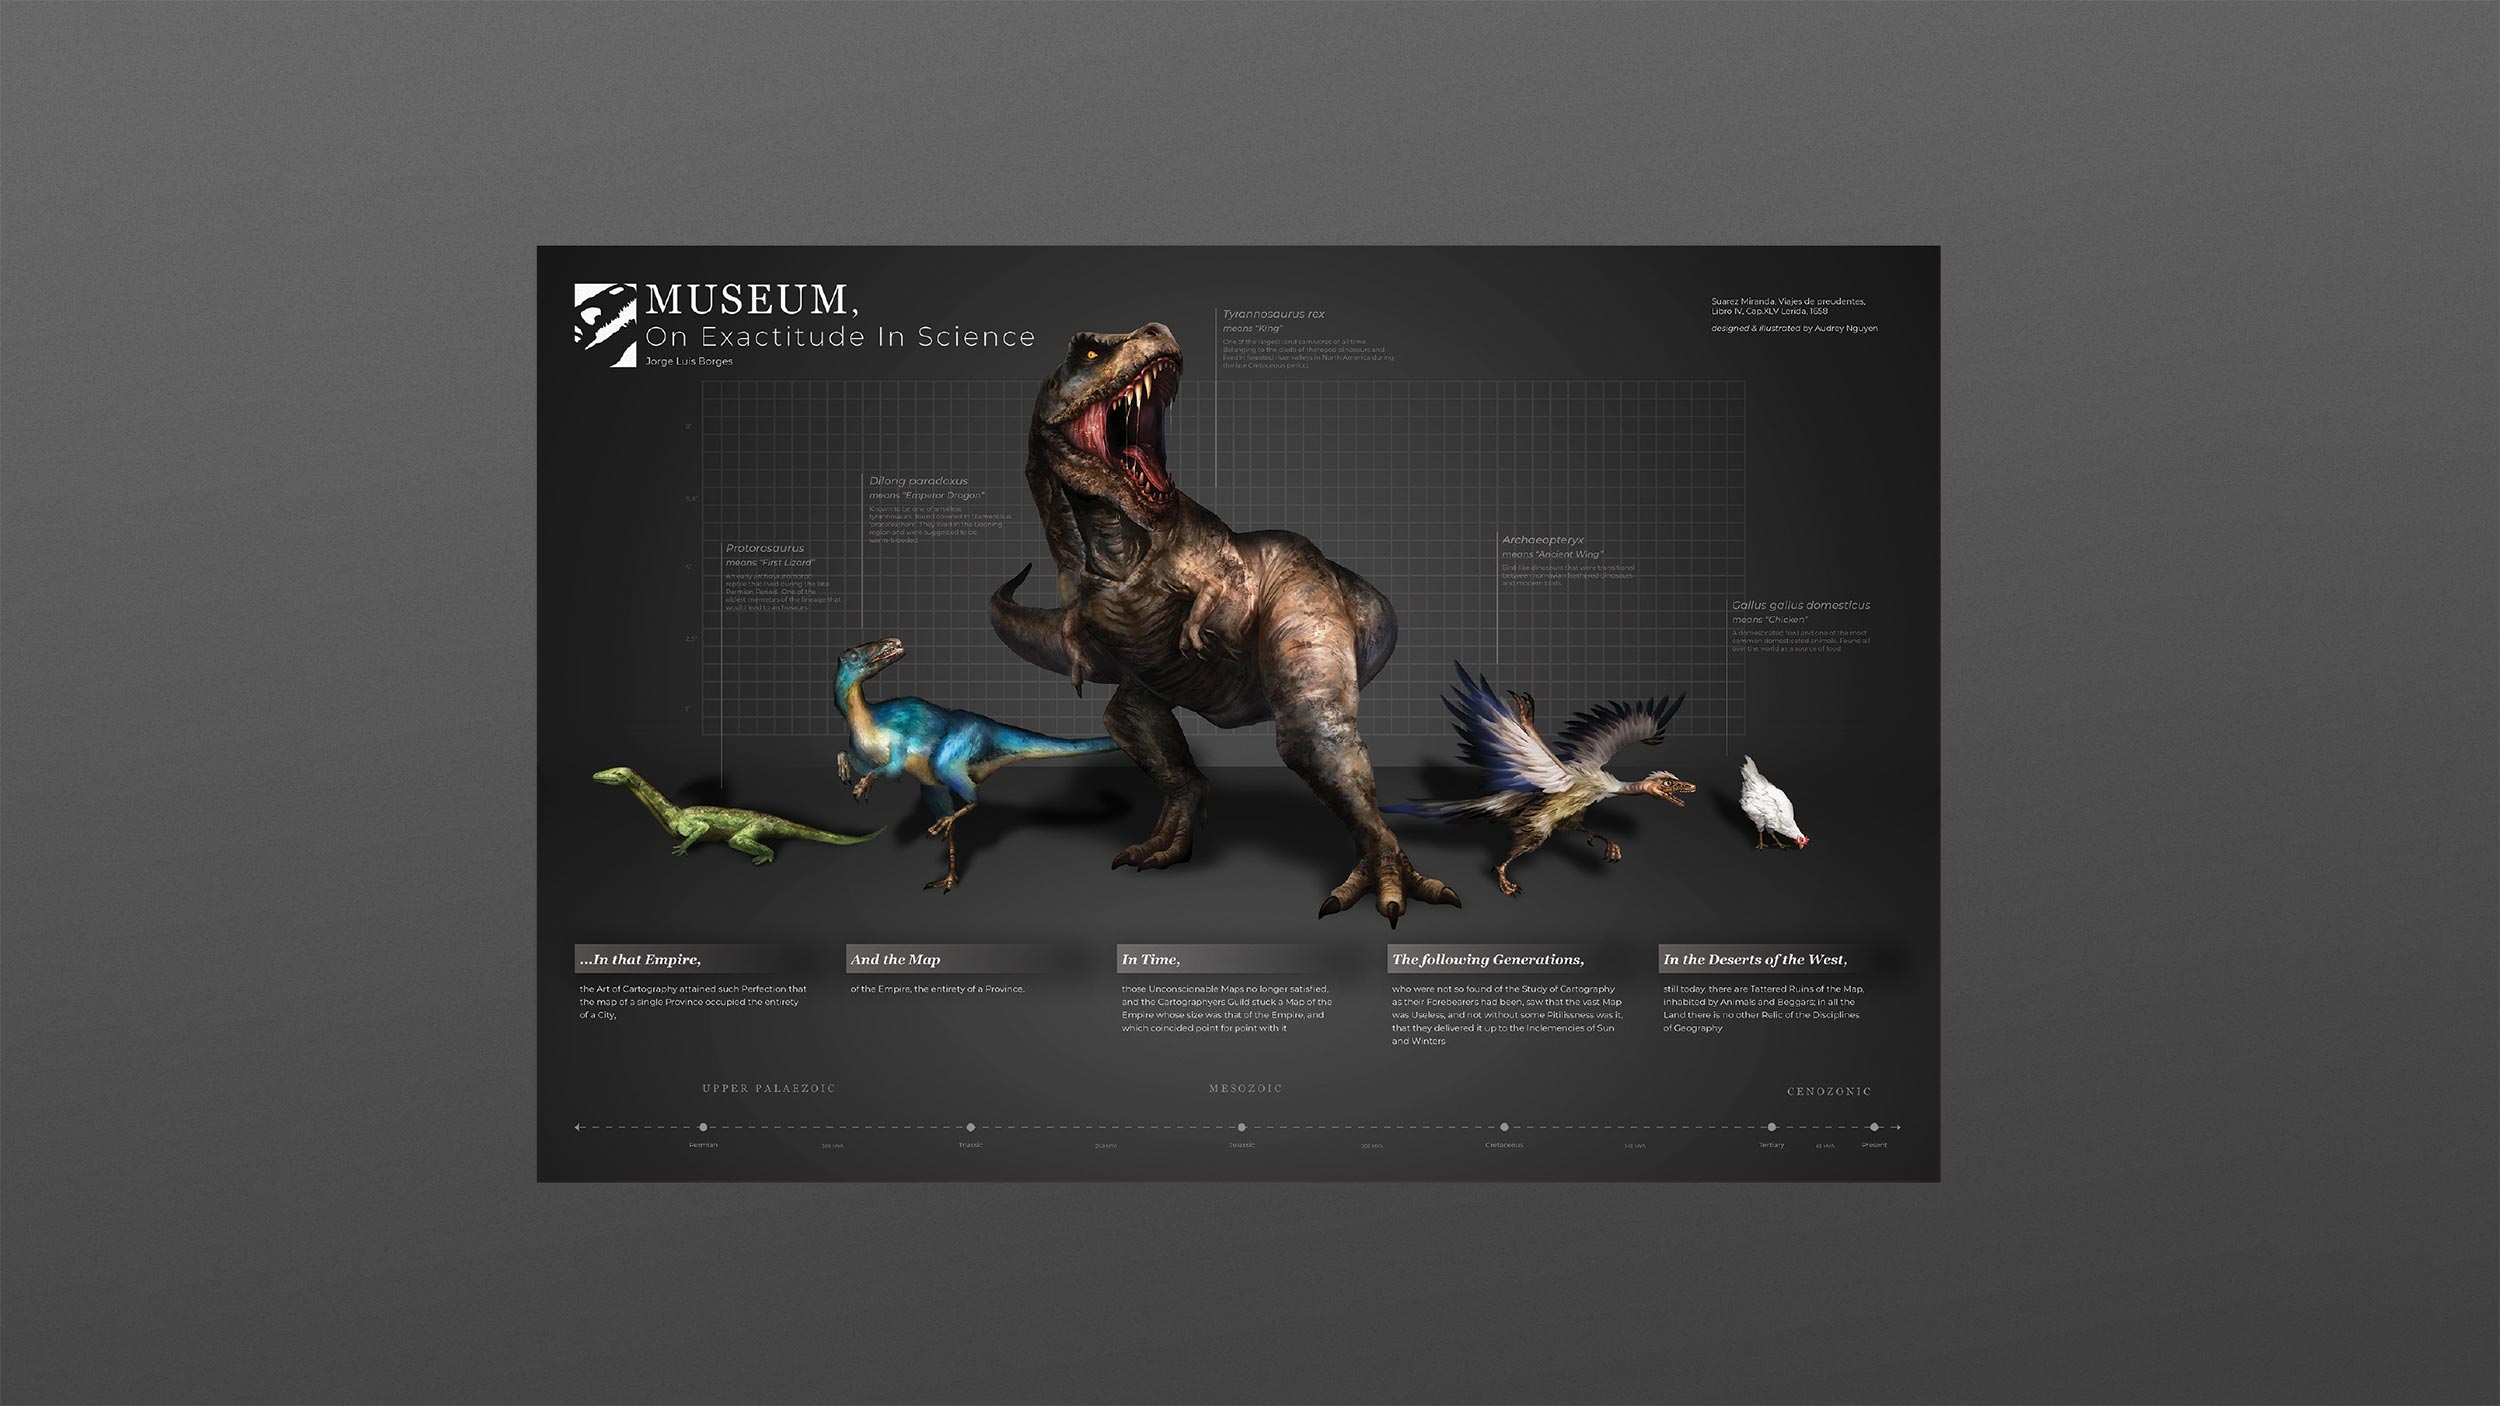 MUSEUM,
On Exactitude In Science
Jorge Luis Borges
Suarez Miranda, Viajes de preudentes,
Libro IV, Cap.XLV Lerida, 1658
designed & illustrated by Audrey Nguyen
Tyrannosaurus rex
means “King”
One of the largest land carnivores of all time.
Belonging to the clade of theropod dinosaurs and
lived in forested river valleys in North America during
the late Cretaceous period.
Dilong paradoxus
means “Emperor Dragon”
Known to be one of smallest
tyrannosaurs found covered in filamentous
'protofeathers'. They lived in the Liaoning
region and were suggested to be
warm-blooded.
Protorosaurus
means “First Lizard”
An early archosauromorph
reptile that lived during the late
Permian Period. One of the
oldest of the lineage that
would lead to archosaurs.
Archaeopteryx
means “Ancient Wing”
Bird-like dinosaurs that were transitional
between non-avian feathered dinosaurs
and modern birds.
Gallus gallus domesticus
means “Chicken”
A domesticated fowl and one of the most
common domesticated animals. Found all
over the world as a source of food.
2.5"
1"
...In that Empire,
the Art of Cartography attained such Perfection that
the map of a single Province occupied the entirety
of a City,
And the Map
of the Empire, the entirety of a Province.
In Time,
those Unconscionable Maps no longer satisfied,
and the Cartographyers Guild stuck a Map of the
Empire whose size was that of the Empire, and
which coincided point for point with it
The following Generations,
who were not so found of the Study of Cartography
as their Forebearers had been, saw that the vast Map
was Useless, and not without some Pitilissness was it,
that they delivered it up to the Inclemencies of Sun
and Winters
In the Deserts of the West,
still today, there are Tattered Ruins of the Map,
inhabited by Animals and Beggars; in all the
Land there is no other Relic of the Disciplines
of Geography
UPPER PALAEZOIC
MESOZOIC
CENOZONIC
Permian
Triassic
Jurassic
Cretaceous
Tertiary
Present